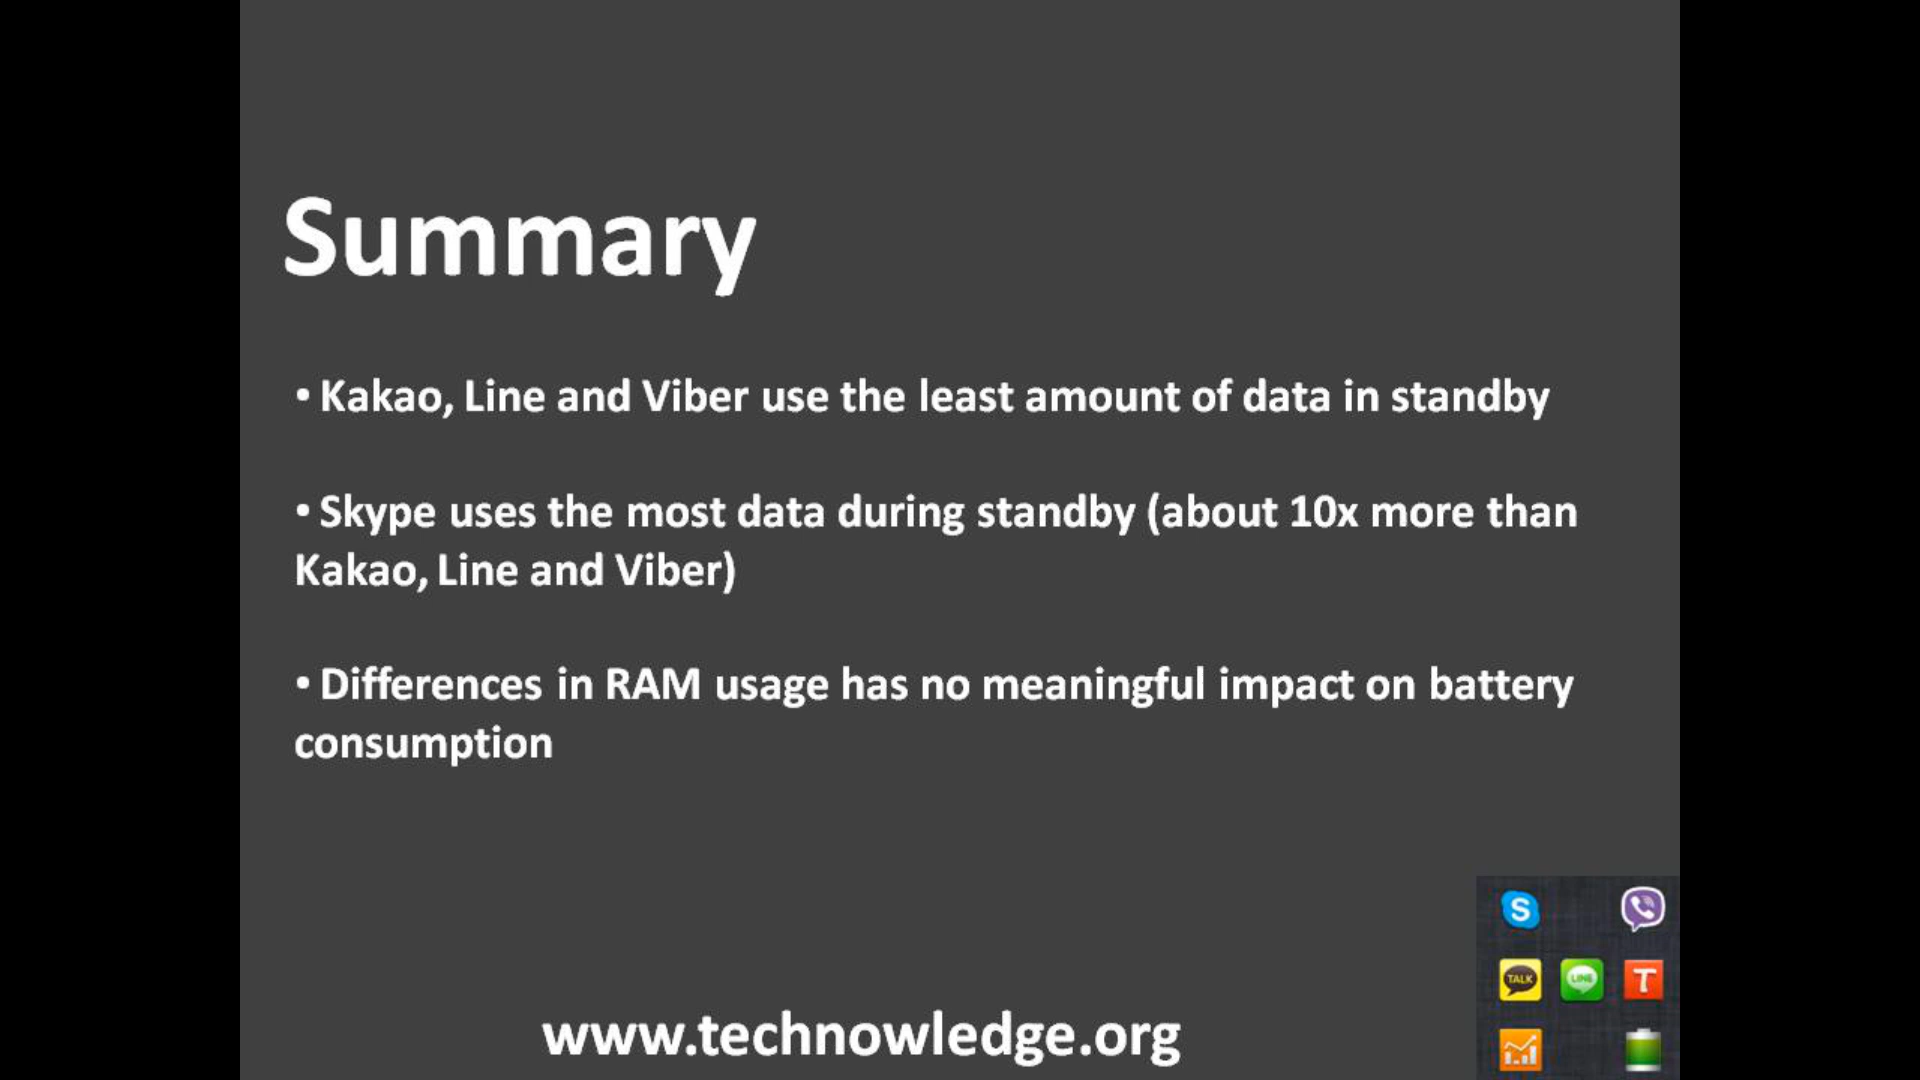 Summary
• Kakao, Line and Viber use the least amount of data in standby
• Skype uses the most data during standby (about 10x more than
Kakao, Line and Viber)
• Differences in RAM usage has no meaningful impact on battery
consumption
S
TALK
LINE
T
www.technowledge.org